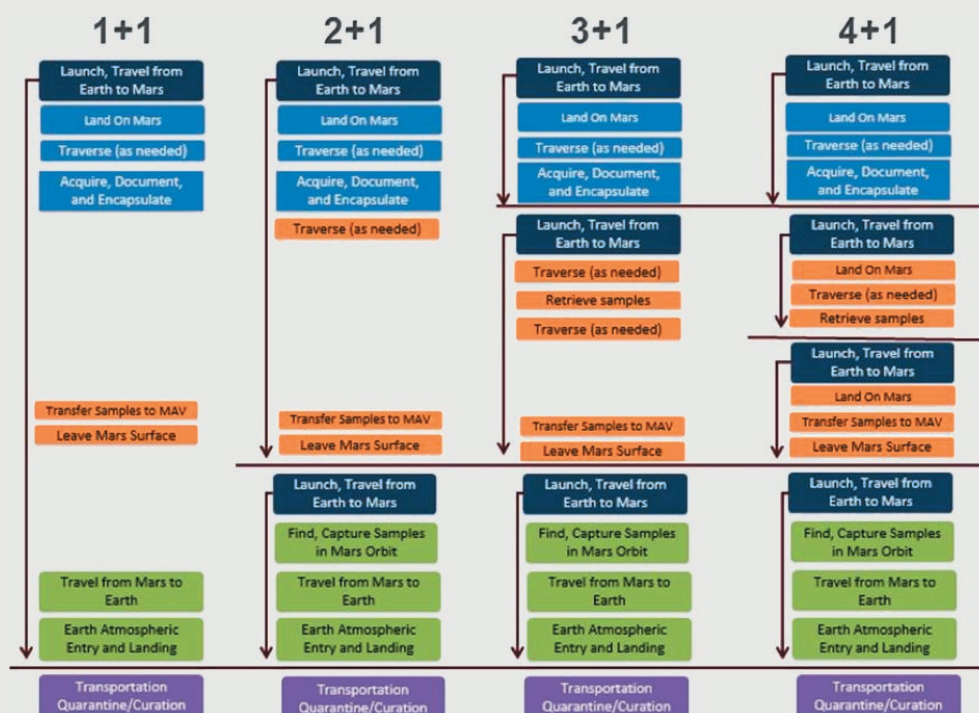 1+1
Launch, Travel from
Earth to Mars
Land On Mars
Traverse (as needed)
Acquire, Document,
and Encapsulate
Transfer Samples to MAV
Leave Mars Surface
Travel from Mars to
Earth
Earth Atmospheric
Entry and Landing
Transportation
Quarantine/Curation
2+1
Launch, Travel from
Earth to Mars
Land On Mars
Traverse (as needed)
Acquire, Document,
and Encapsulate
Traverse (as needed)
Transfer Samples to MAV
Leave Mars Surface
Launch, Travel from
Earth to Mars
Find, Capture Samples
in Mars Orbit
Travel from Mars to
Earth
Earth Atmospheric
Entry and Landing
Transportation
Quarantine/Curation
3+1
Launch, Travel from
Earth to Mars
Land On Mars
Traverse (as needed)
Acquire, Document,
and Encapsulate
Launch, Travel from
Earth to Mars
Traverse (as needed)
Retrieve samples
Traverse (as needed)
Transfer Samples to MAV
Leave Mars Surface
Launch, Travel from
Earth to Mars
Find, Capture Samples
in Mars Orbit
Travel from Mars to
Earth
Earth Atmospheric
Entry and Landing
Transportation
Quarantine/Curation
4+1
Launch, Travel from
Earth to Mars
Land On Mars
Traverse (as needed)
Acquire, Document,
and Encapsulate
Launch, Travel from
Earth to Mars
Land On Mars
Traverse (as needed)
Retrieve samples
Launch, Travel from
Earth to Mars
Land On Mars
Transfer Samples to MAV
Leave Mars Surface
Launch, Travel from
Earth to Mars
Find, Capture Samples
in Mars Orbit
Travel from Mars to
Earth
Earth Atmospheric
Entry and Landing
Transportation
Quarantine/Curation